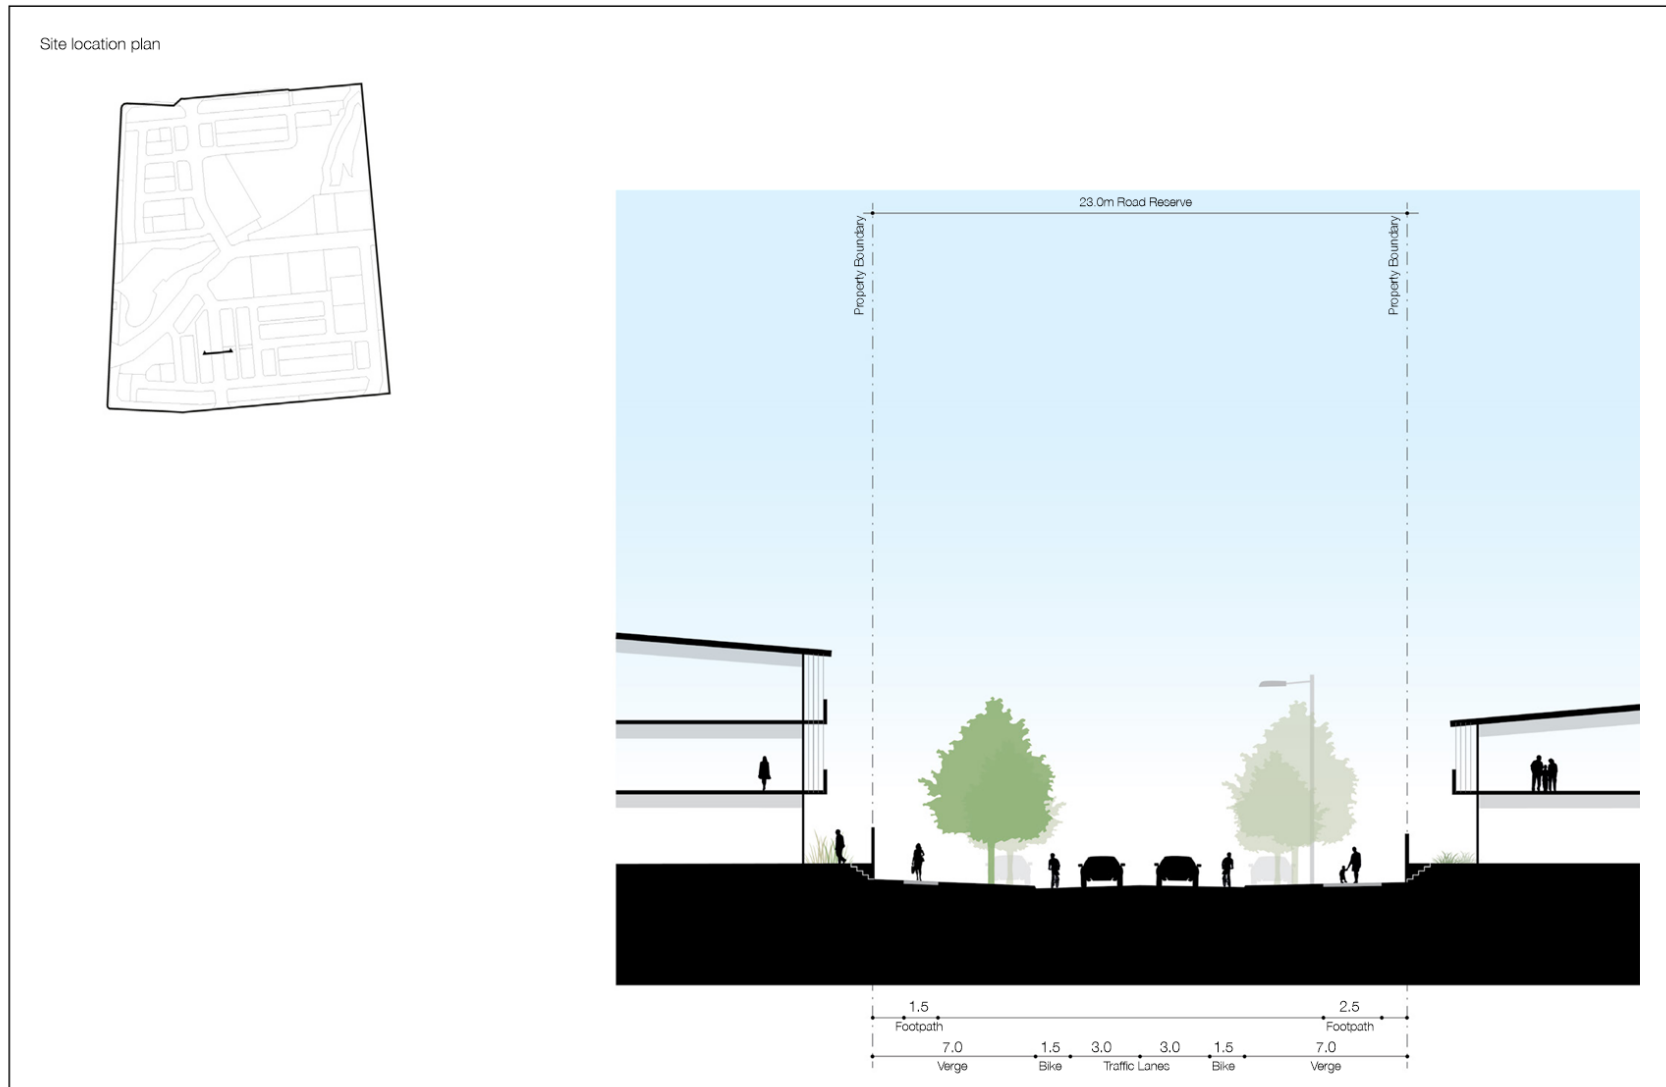 Site location plan
23.0m Road Reserve
Property Boundary
Property Boundary
1.5
2.5
Footpath
Footpath
7.0
1.5
3.0
3.0
1.5
7.0
Verge
Bike
Traffic Lanes
Bike
Verge